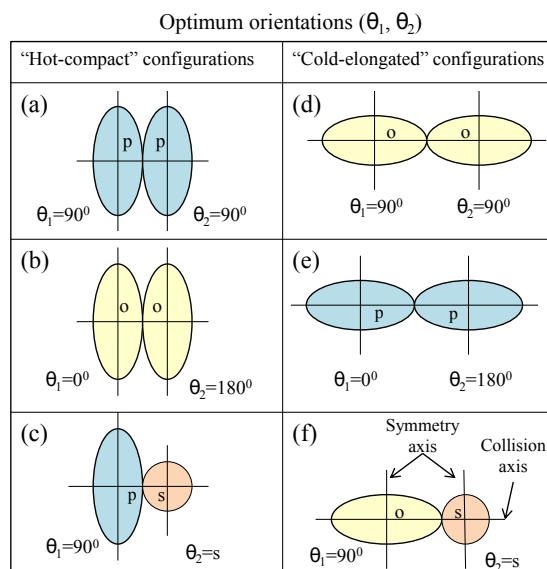 Optimum orientations (θ₁, θ₂)
“Hot-compact” configurations
“Cold-elongated” configurations
(a)
p p
θ₁=90⁰ θ₂=90⁰
(d)
o o
θ₁=90⁰ θ₂=90⁰
(b)
o o
θ₁=0⁰ θ₂=180⁰
(e)
p p
θ₁=0⁰ θ₂=180⁰
(c)
p s
θ₁=90⁰ θ₂=s
(f)
Symmetry
axis
Collision
axis
o s
θ₁=90⁰ θ₂=s